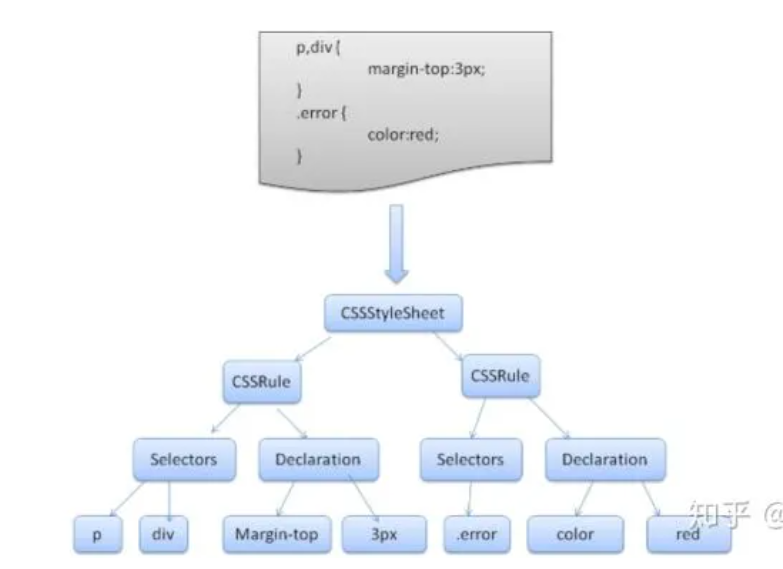 p,div {
margin-top:3px;
}
.error {
color:red;
}
CSSStyleSheet
CSSRule
CSSRule
Selectors
Declaration
Selectors
Declaration
p
div
Margin-top
3px
.error
color
red
知乎 @